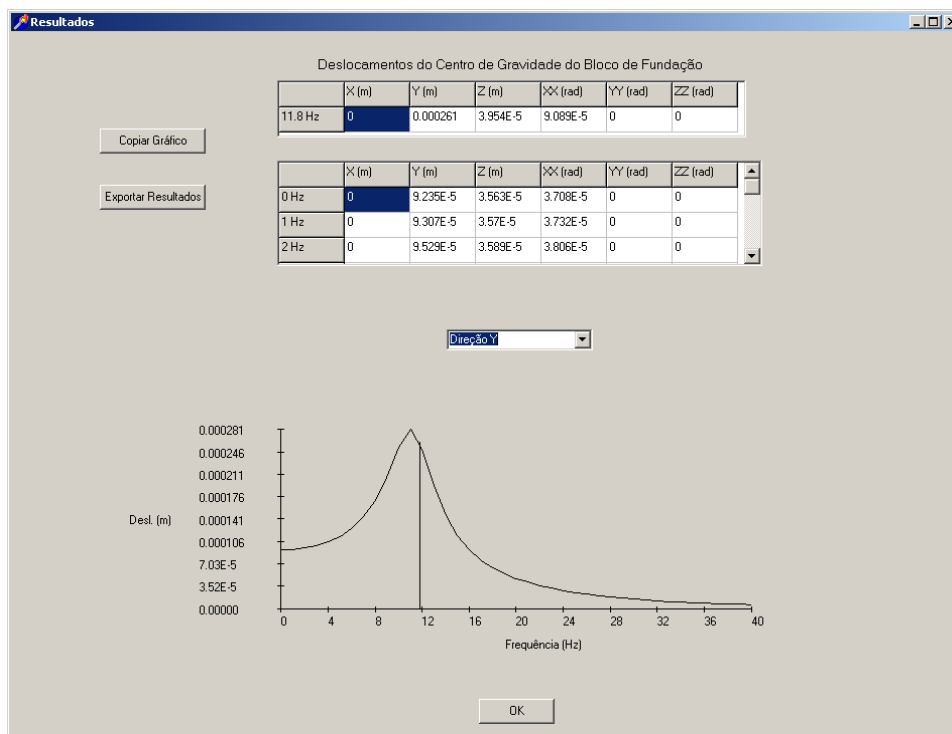 Resultados
Deslocamentos do Centro de Gravidade do Bloco de Fundação
X (m) Y (m) Z (m) XX (rad) YY (rad) ZZ (rad)
11.8 Hz 0 0.000261 3.954E-5 9.089E-5 0 0
Copiar Gráfico
Exportar Resultados
X (m) Y (m) Z (m) XX (rad) YY (rad) ZZ (rad)
0 Hz 0 9.235E-5 3.563E-5 3.708E-5 0 0
1 Hz 0 9.307E-5 3.57E-5 3.732E-5 0 0
2 Hz 0 9.529E-5 3.589E-5 3.806E-5 0 0
Direção Y
0.000281
0.000246
0.000211
0.000176
Desl. (m) 0.000141
0.000106
7.03E-5
3.52E-5
0.00000
0 4 8 12 16 20 24 28 32 36 40
Frequência (Hz)
OK